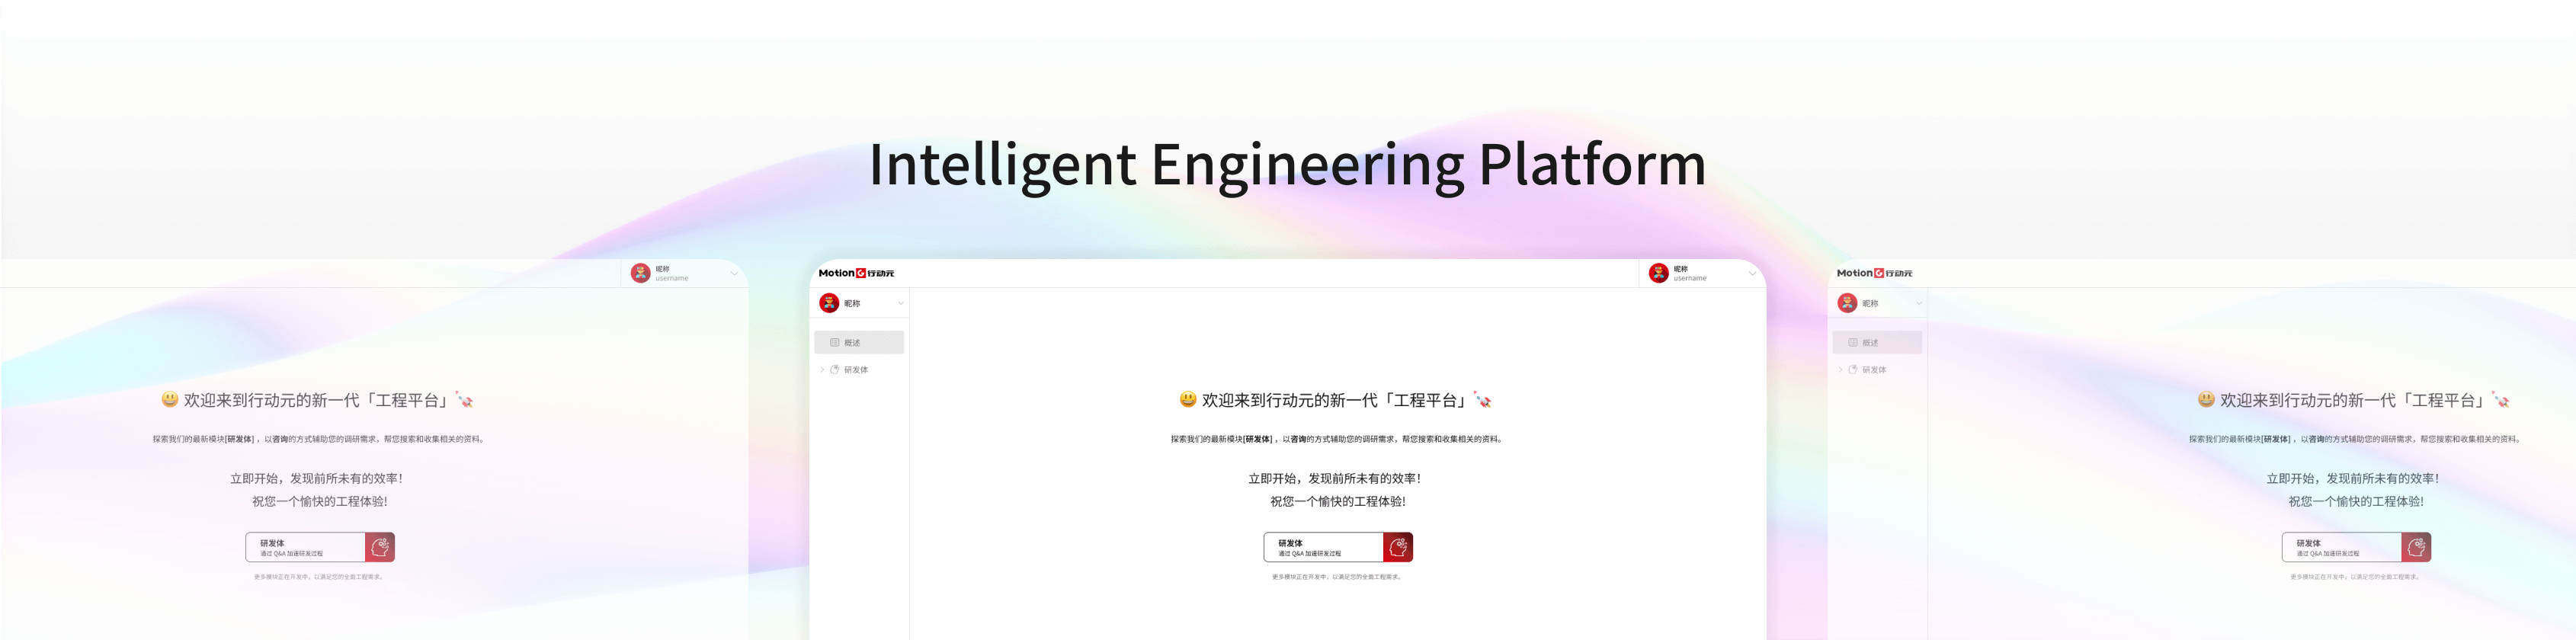 Intelligent Engineering Platform
昵称
username
欢迎来到行动元的新一代「工程平台」
探索我们的最新模块[研发体] ，以咨询的方式辅助您的调研需求，帮您搜索和收集相关的资料。
立即开始，发现前所未有的效率！
祝您一个愉快的工程体验!
研发体
通过 Q&A 加速研发过程
更多模块正在开发中，以满足您的全面工程需求。
MotionG 行动元
昵称
username
昵称
概述
研发体
欢迎来到行动元的新一代「工程平台」
探索我们的最新模块[研发体] ，以咨询的方式辅助您的调研需求，帮您搜索和收集相关的资料。
立即开始，发现前所未有的效率！
祝您一个愉快的工程体验!
研发体
通过 Q&A 加速研发过程
更多模块正在开发中，以满足您的全面工程需求。
MotionG 行动元
昵称
概述
研发体
欢迎来到行动元的新一代「工程平台」
探索我们的最新模块[研发体] ，以咨询的方式辅助您的调研需求，帮您搜索和收集相关的资料。
立即开始，发现前所未有的效率！
祝您一个愉快的工程体验!
研发体
通过 Q&A 加速研发过程
更多模块正在开发中，以满足您的全面工程需求。